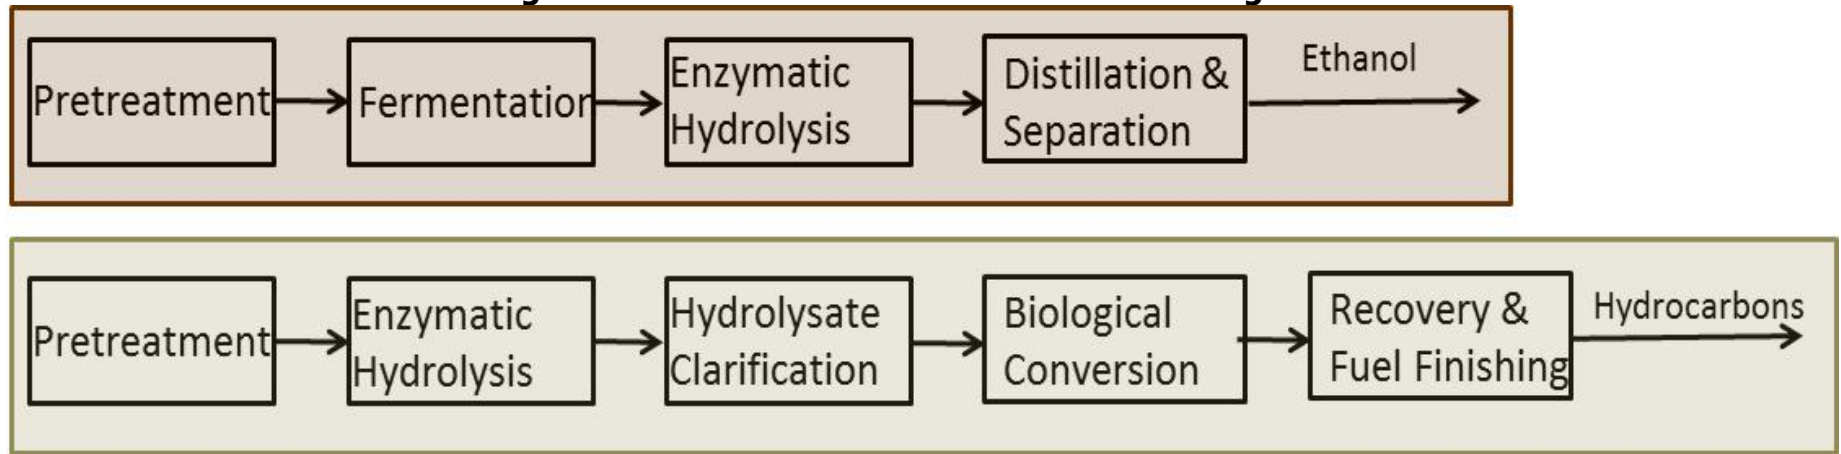 Pretreatment
Fermentation
Enzymatic
Hydrolysis
Distillation &
Separation
Ethanol
Pretreatment
Enzymatic
Hydrolysis
Hydrolysate
Clarification
Biological
Conversion
Recovery &
Fuel Finishing
Hydrocarbons